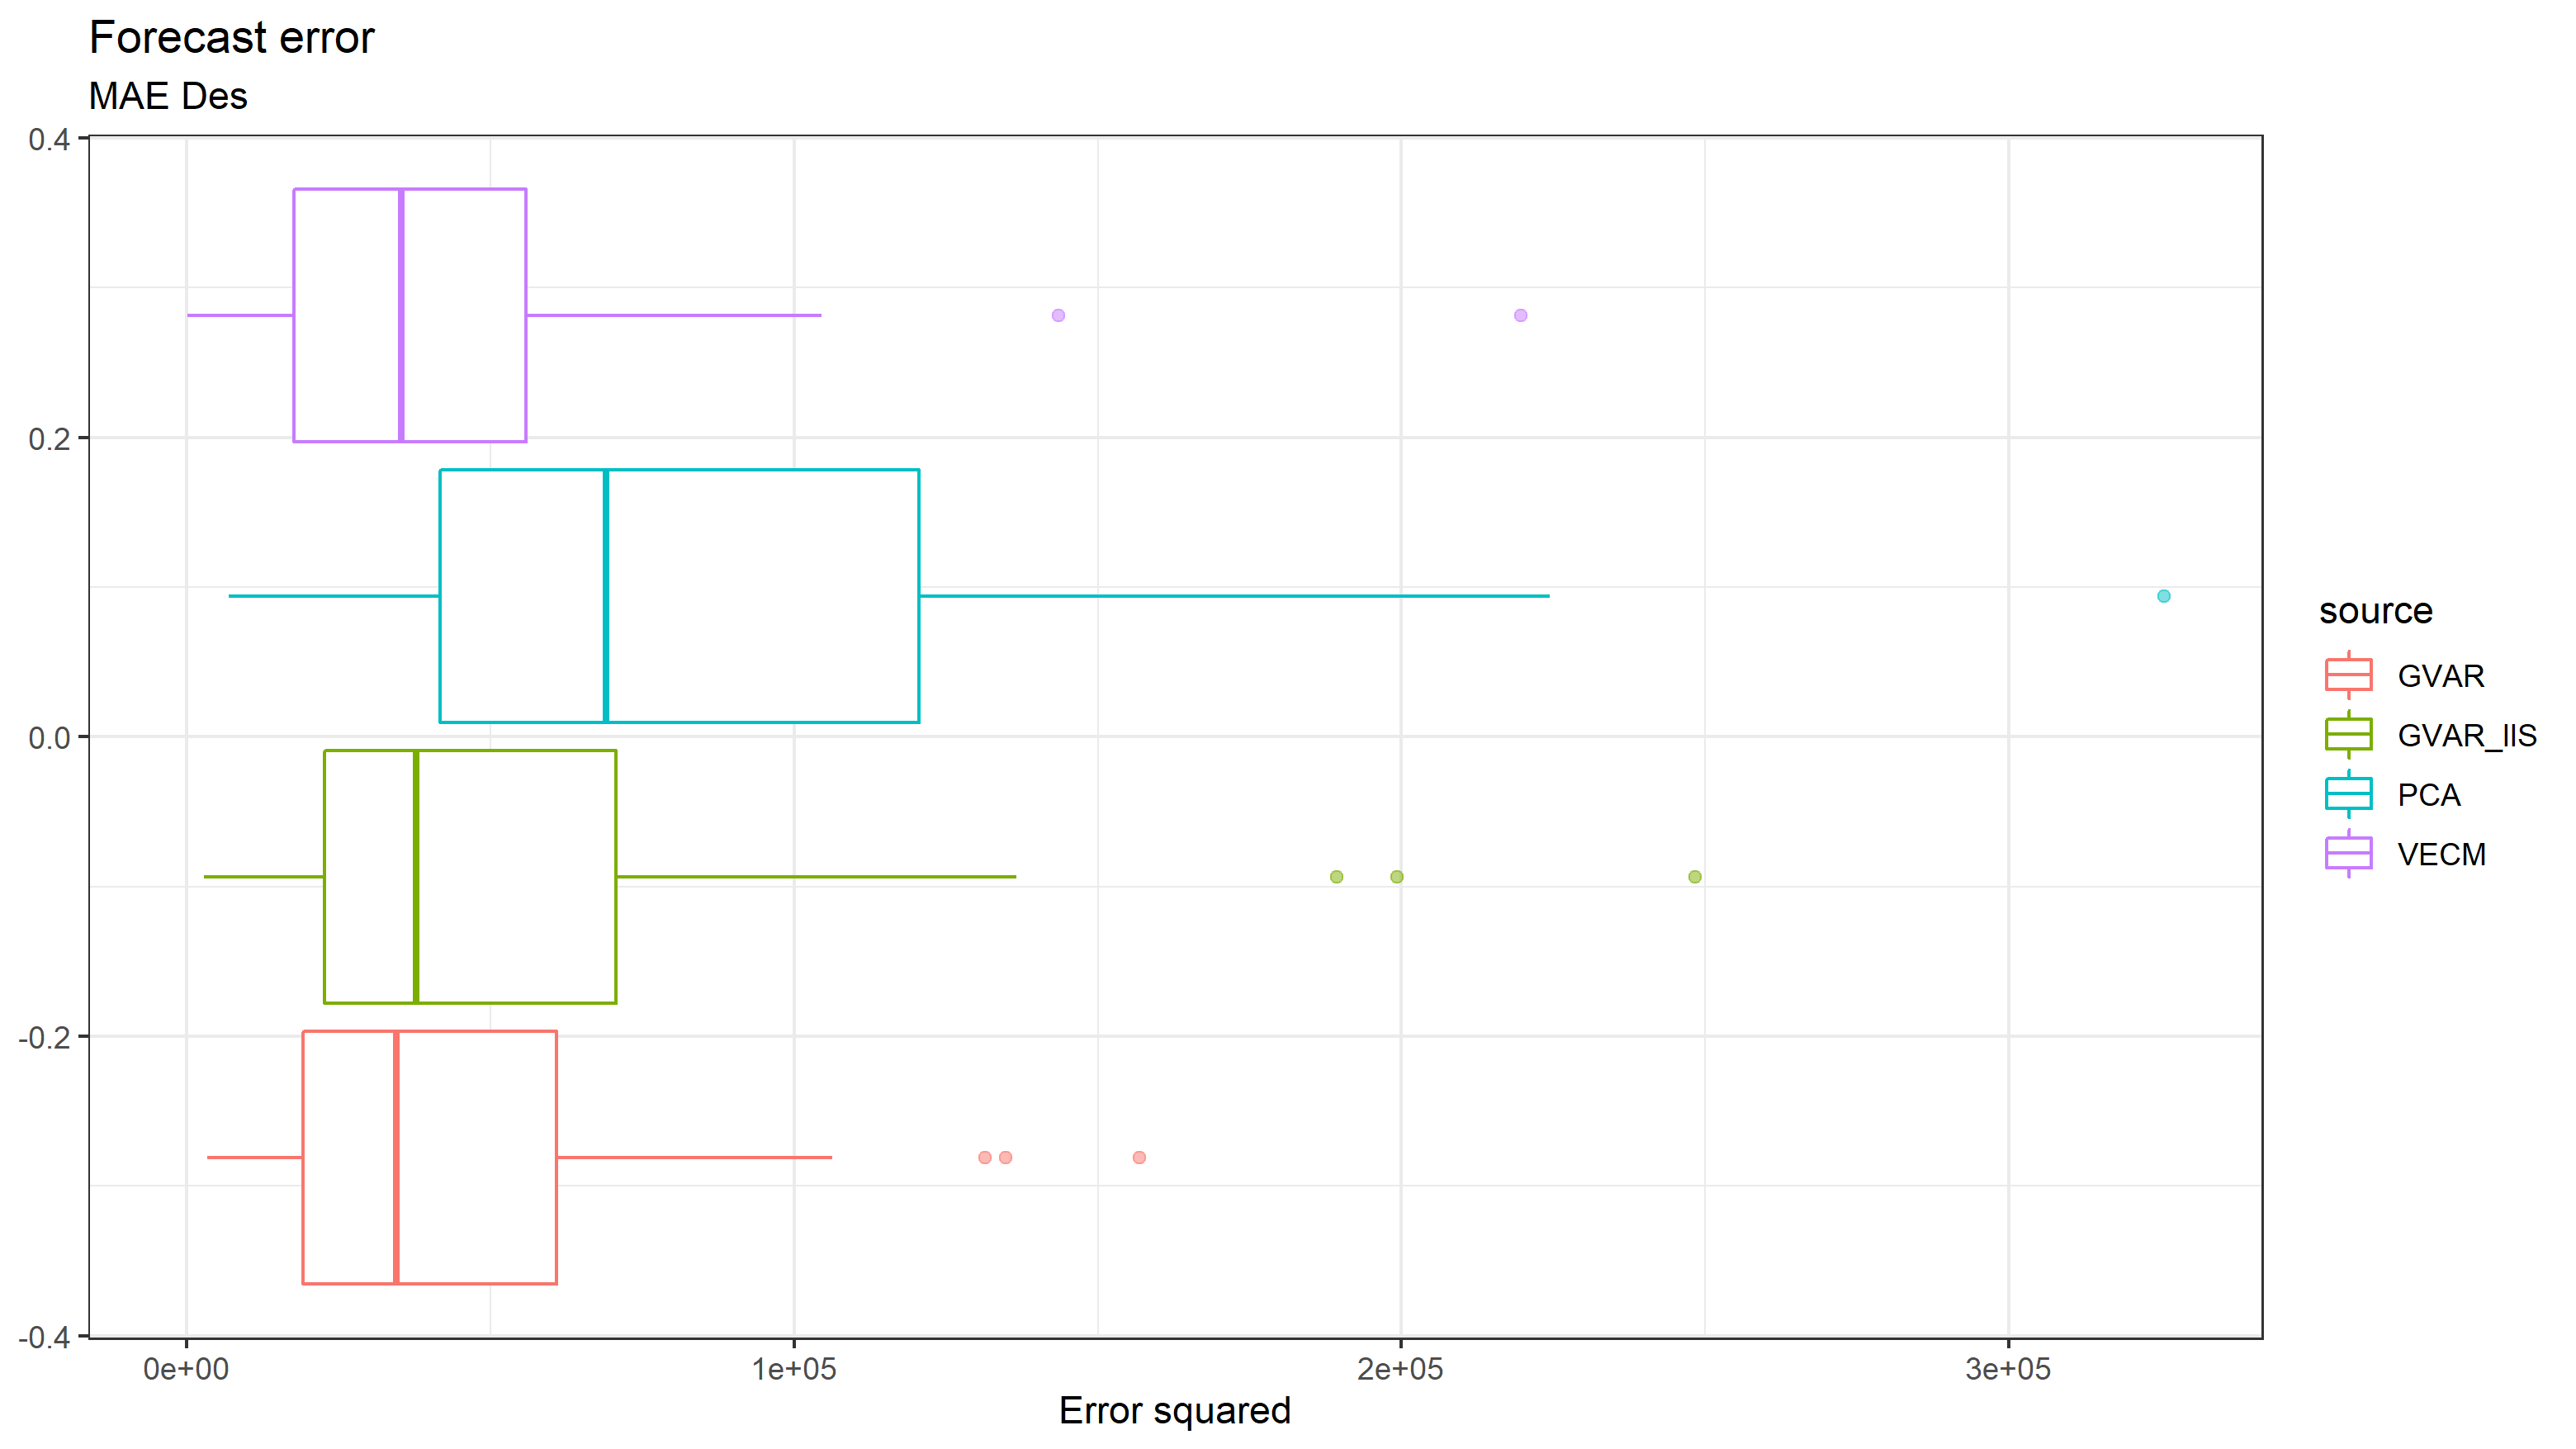 Forecast error
MAE Des
0.4
0.2
0.0
-0.2
-0.4
0e+00
1e+05
2e+05
3e+05
Error squared
source
GVAR
GVAR_IIS
PCA
VECM